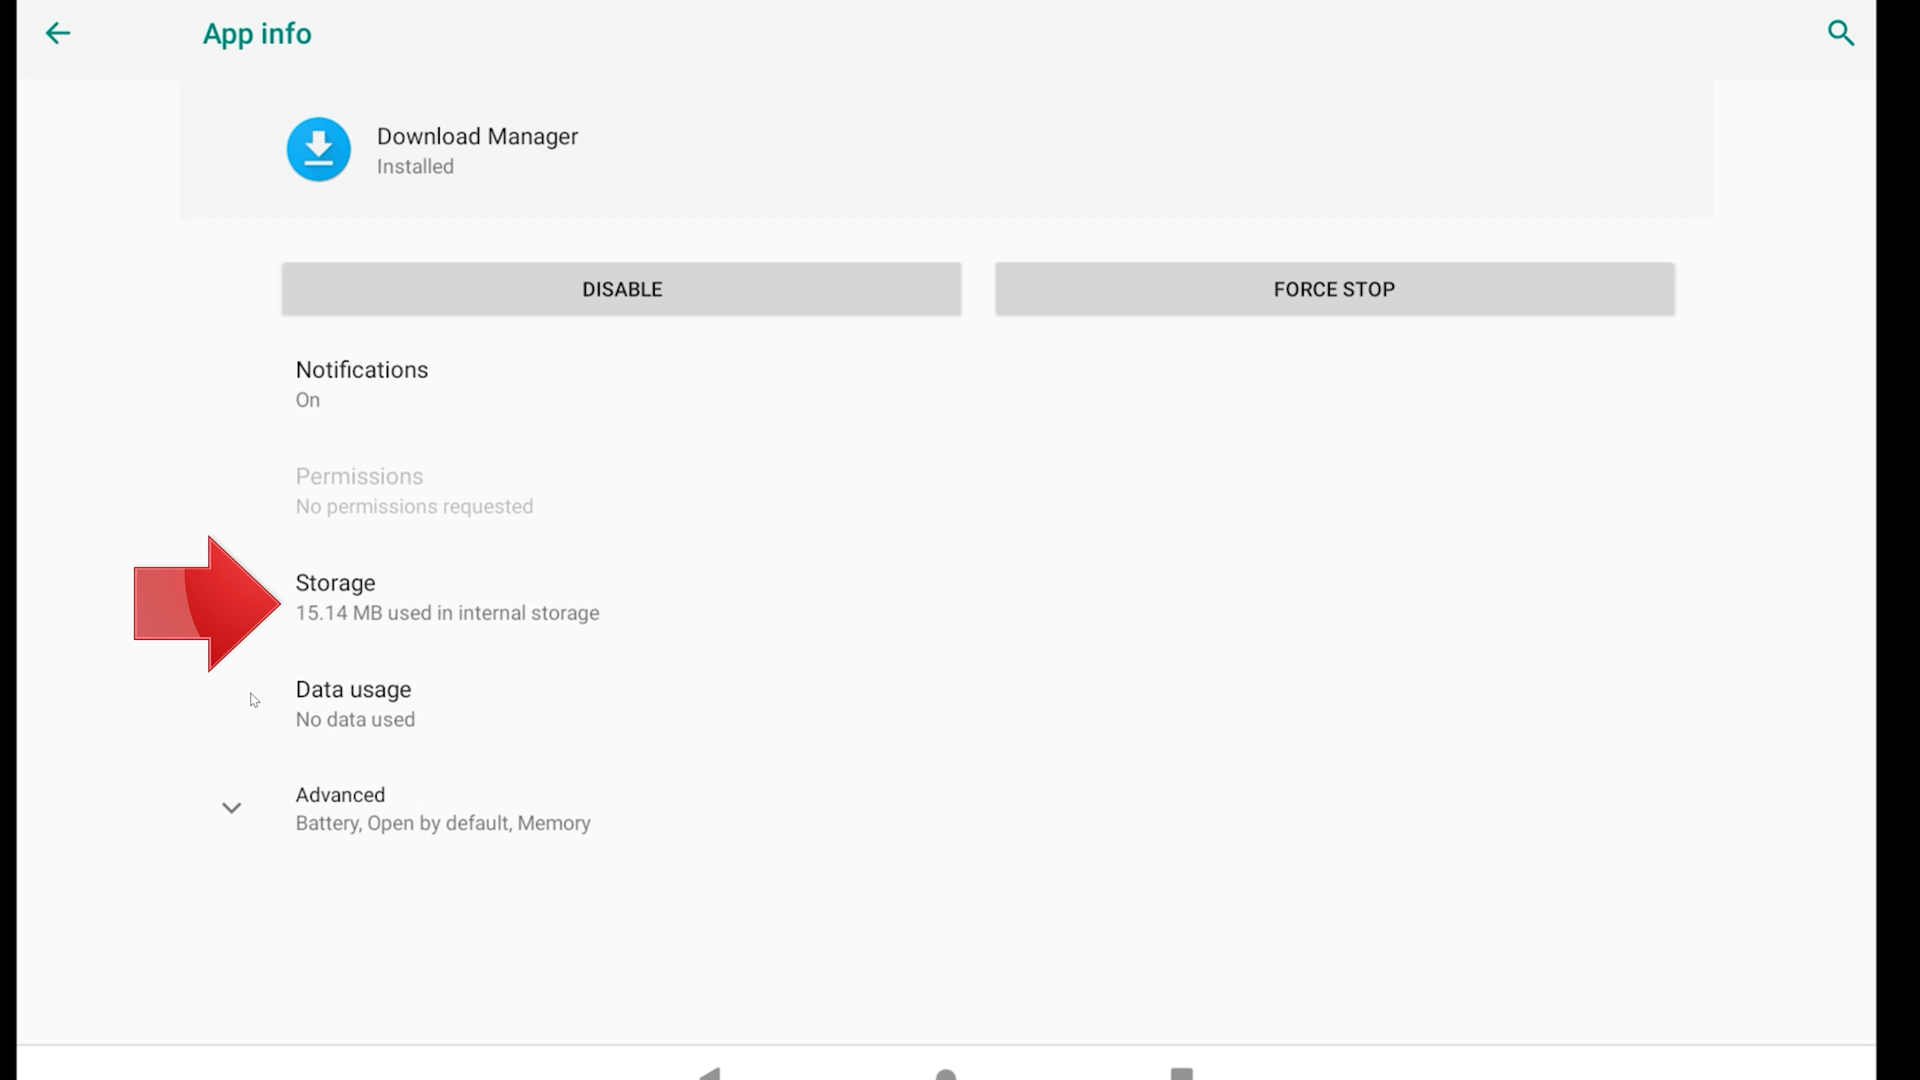 App info
Download Manager
Installed
DISABLE
FORCE STOP
Notifications
On
Permissions
No permissions requested
Storage
15.14 MB used in internal storage
Data usage
No data used
Advanced
Battery, Open by default, Memory